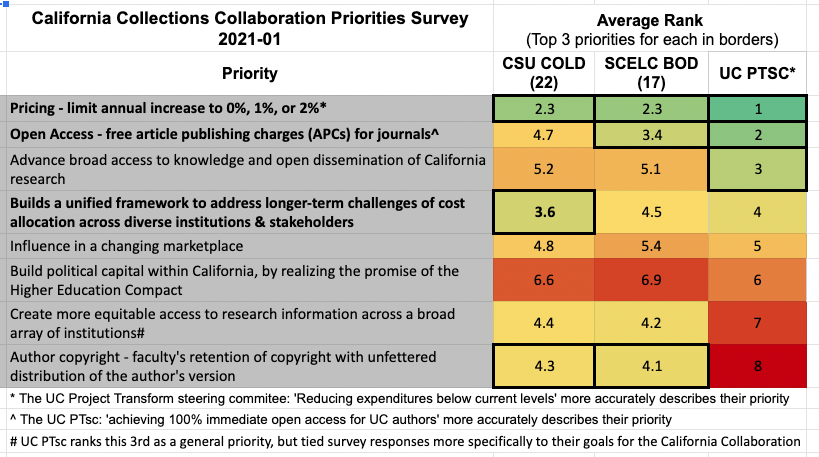 California Collections Collaboration Priorities Survey
2021-01
Average Rank
(Top 3 priorities for each in borders)
Priority
CSU COLD
(22)
SCELC BOD
(17)
UC PTSC*
Pricing - limit annual increase to 0%, 1%, or 2%* 2.3 2.3 1
Open Access - free article publishing charges (APCs) for journals^ 4.7 3.4 2
Advance broad access to knowledge and open dissemination of California
research 5.2 5.1 3
Builds a unified framework to address longer-term challenges of cost
allocation across diverse institutions & stakeholders 3.6 4.5 4
Influence in a changing marketplace 4.8 5.4 5
Build political capital within California, by realizing the promise of the
Higher Education Compact 6.6 6.9 6
Create more equitable access to research information across a broad
array of institutions# 4.4 4.2 7
Author copyright - faculty's retention of copyright with unfettered
distribution of the author's version 4.3 4.1 8
* The UC Project Transform steering commitee: 'Reducing expenditures below current levels' more accurately describes their priority
^ The UC PTsc: 'achieving 100% immediate open access for UC authors' more accurately describes their priority
# UC PTsc ranks this 3rd as a general priority, but tied survey responses more specifically to their goals for the California Collaboration